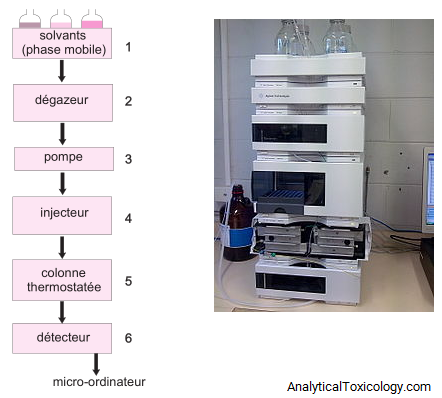 solvants
(phase mobile)
1
dégazeur
2
pompe
3
injecteur
4
colonne
thermostatée
5
détecteur
6
micro-ordinateur
AnalyticalToxicology.com